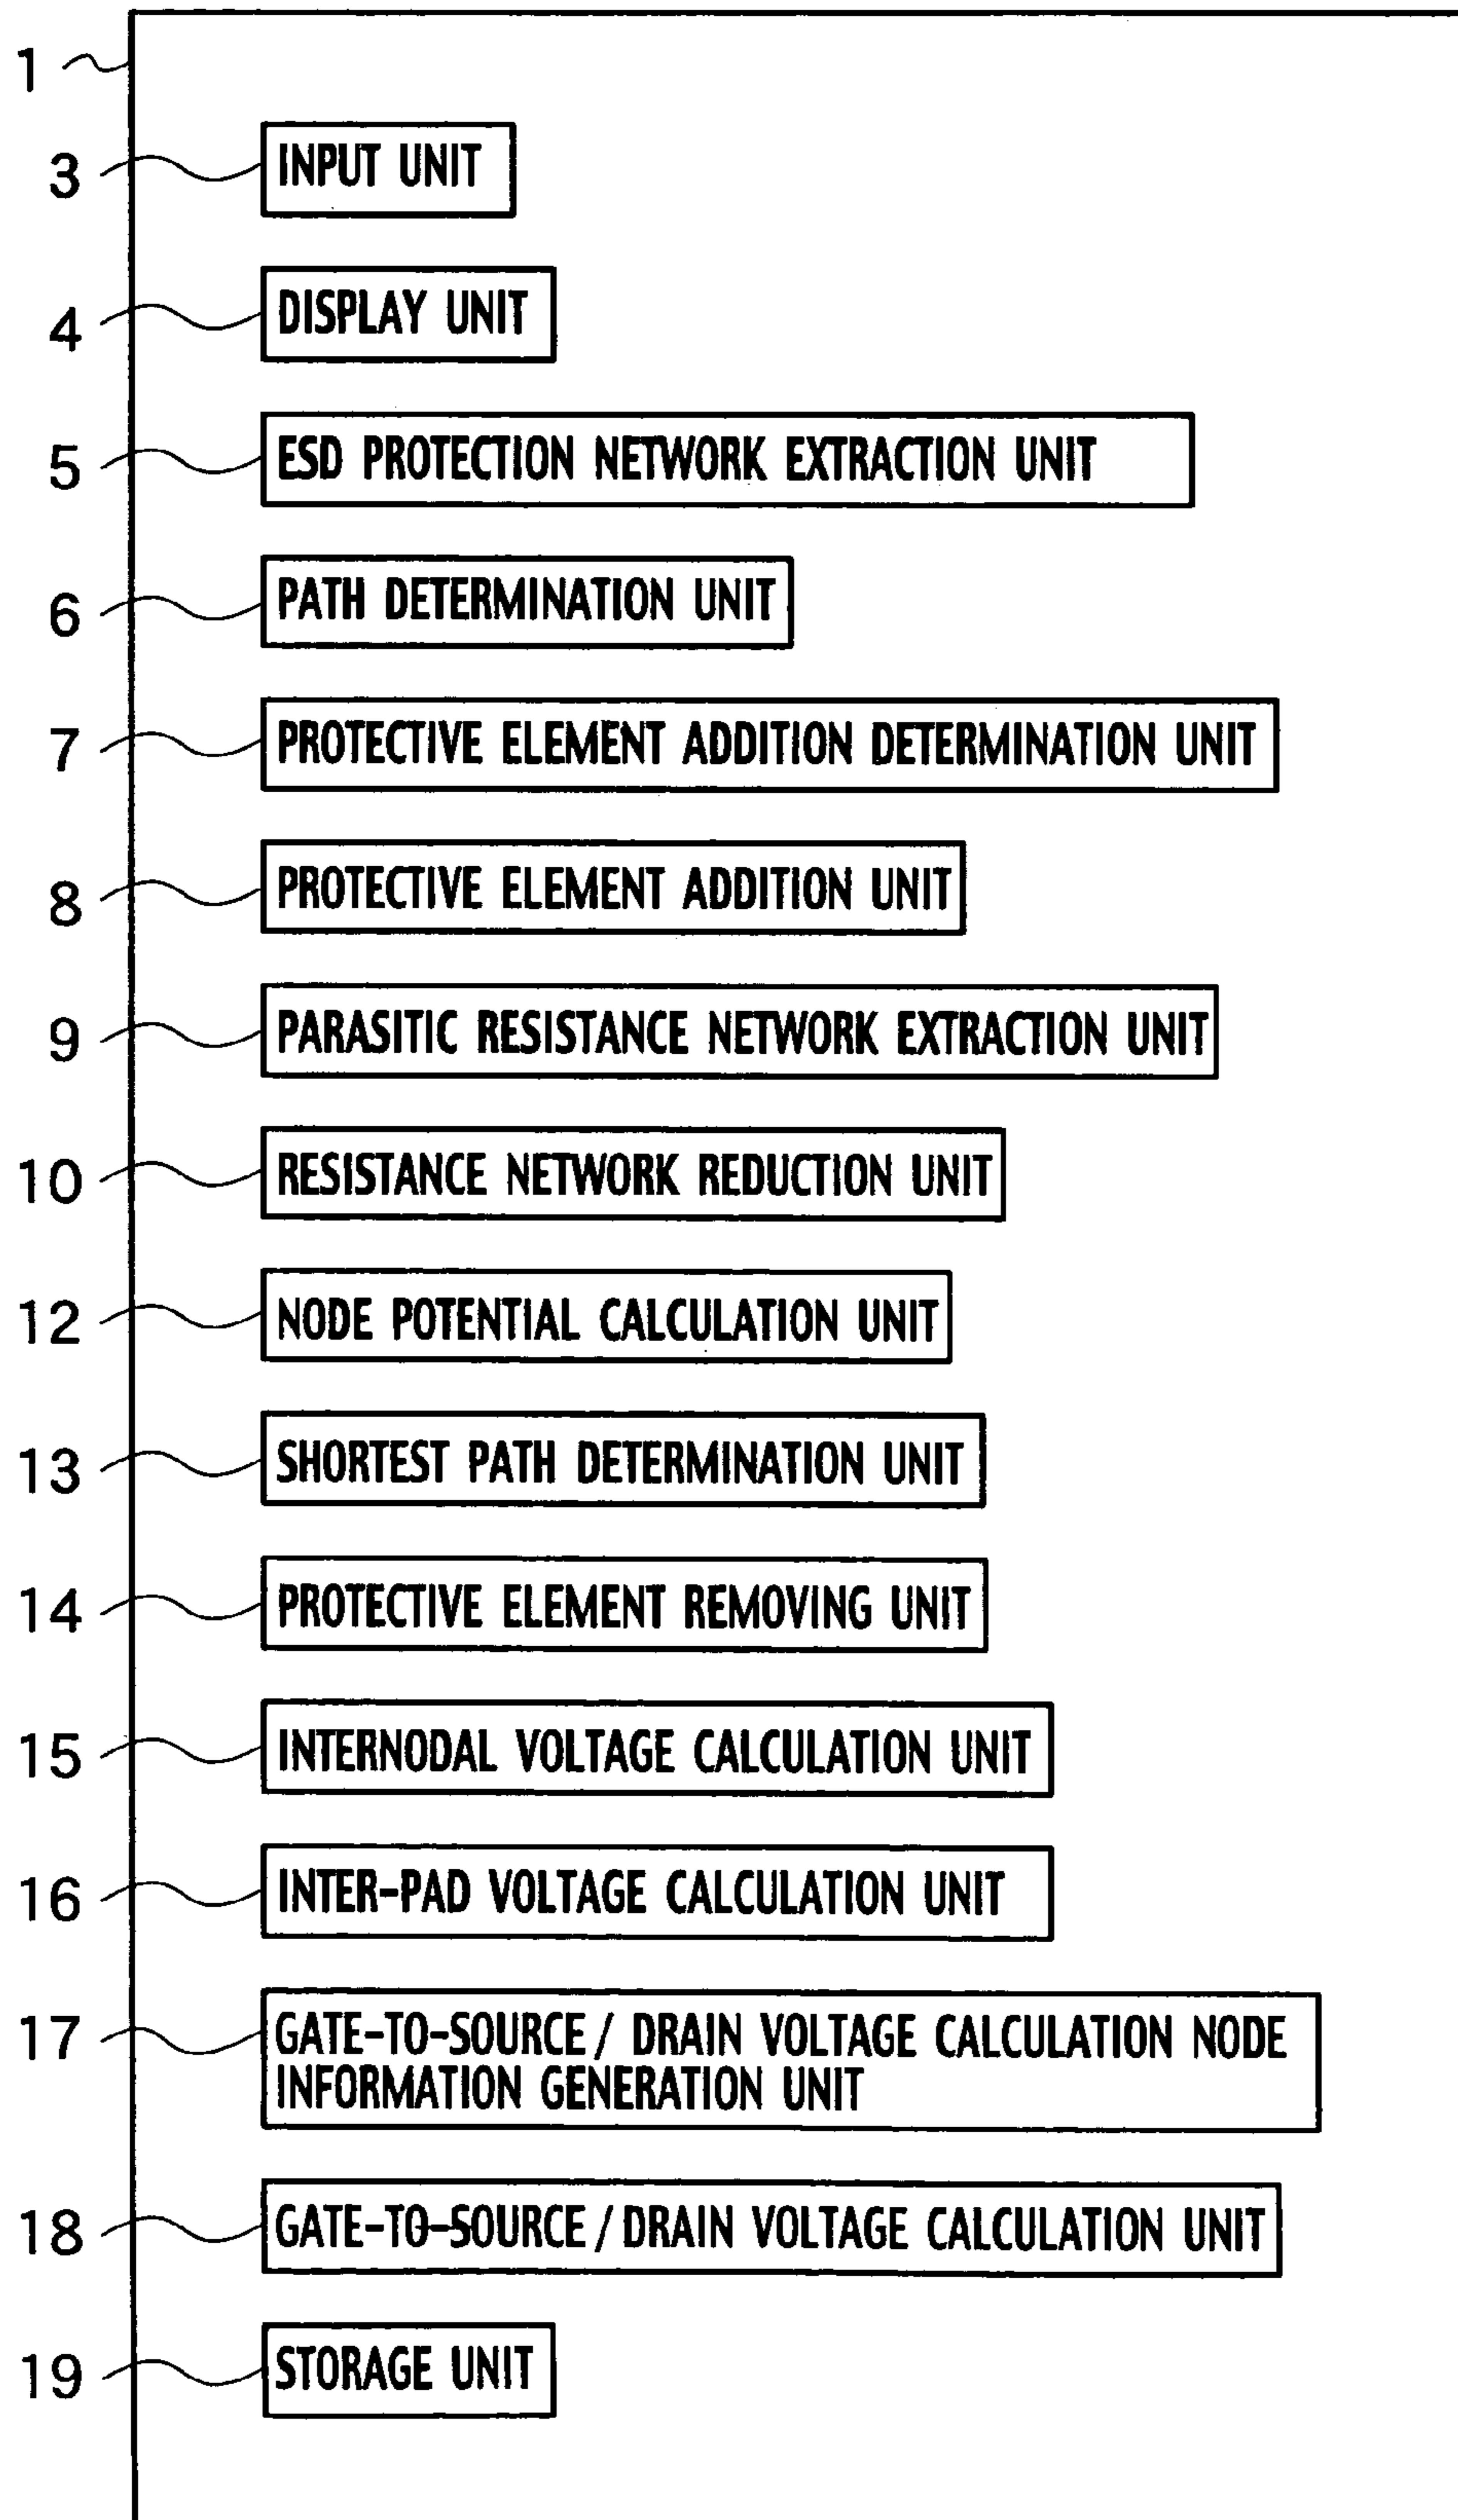 1
3 INPUT UNIT
4 DISPLAY UNIT
5 ESD PROTECTION NETWORK EXTRACTION UNIT
6 PATH DETERMINATION UNIT
7 PROTECTIVE ELEMENT ADDITION DETERMINATION UNIT
8 PROTECTIVE ELEMENT ADDITION UNIT
9 PARASITIC RESISTANCE NETWORK EXTRACTION UNIT
10 RESISTANCE NETWORK REDUCTION UNIT
12 NODE POTENTIAL CALCULATION UNIT
13 SHORTEST PATH DETERMINATION UNIT
14 PROTECTIVE ELEMENT REMOVING UNIT
15 INTERNODAL VOLTAGE CALCULATION UNIT
16 INTER-PAD VOLTAGE CALCULATION UNIT
17 GATE-TO-SOURCE/ DRAIN VOLTAGE CALCULATION NODE
INFORMATION GENERATION UNIT
18 GATE-TO-SOURCE/DRAIN VOLTAGE CALCULATION UNIT
19 STORAGE UNIT